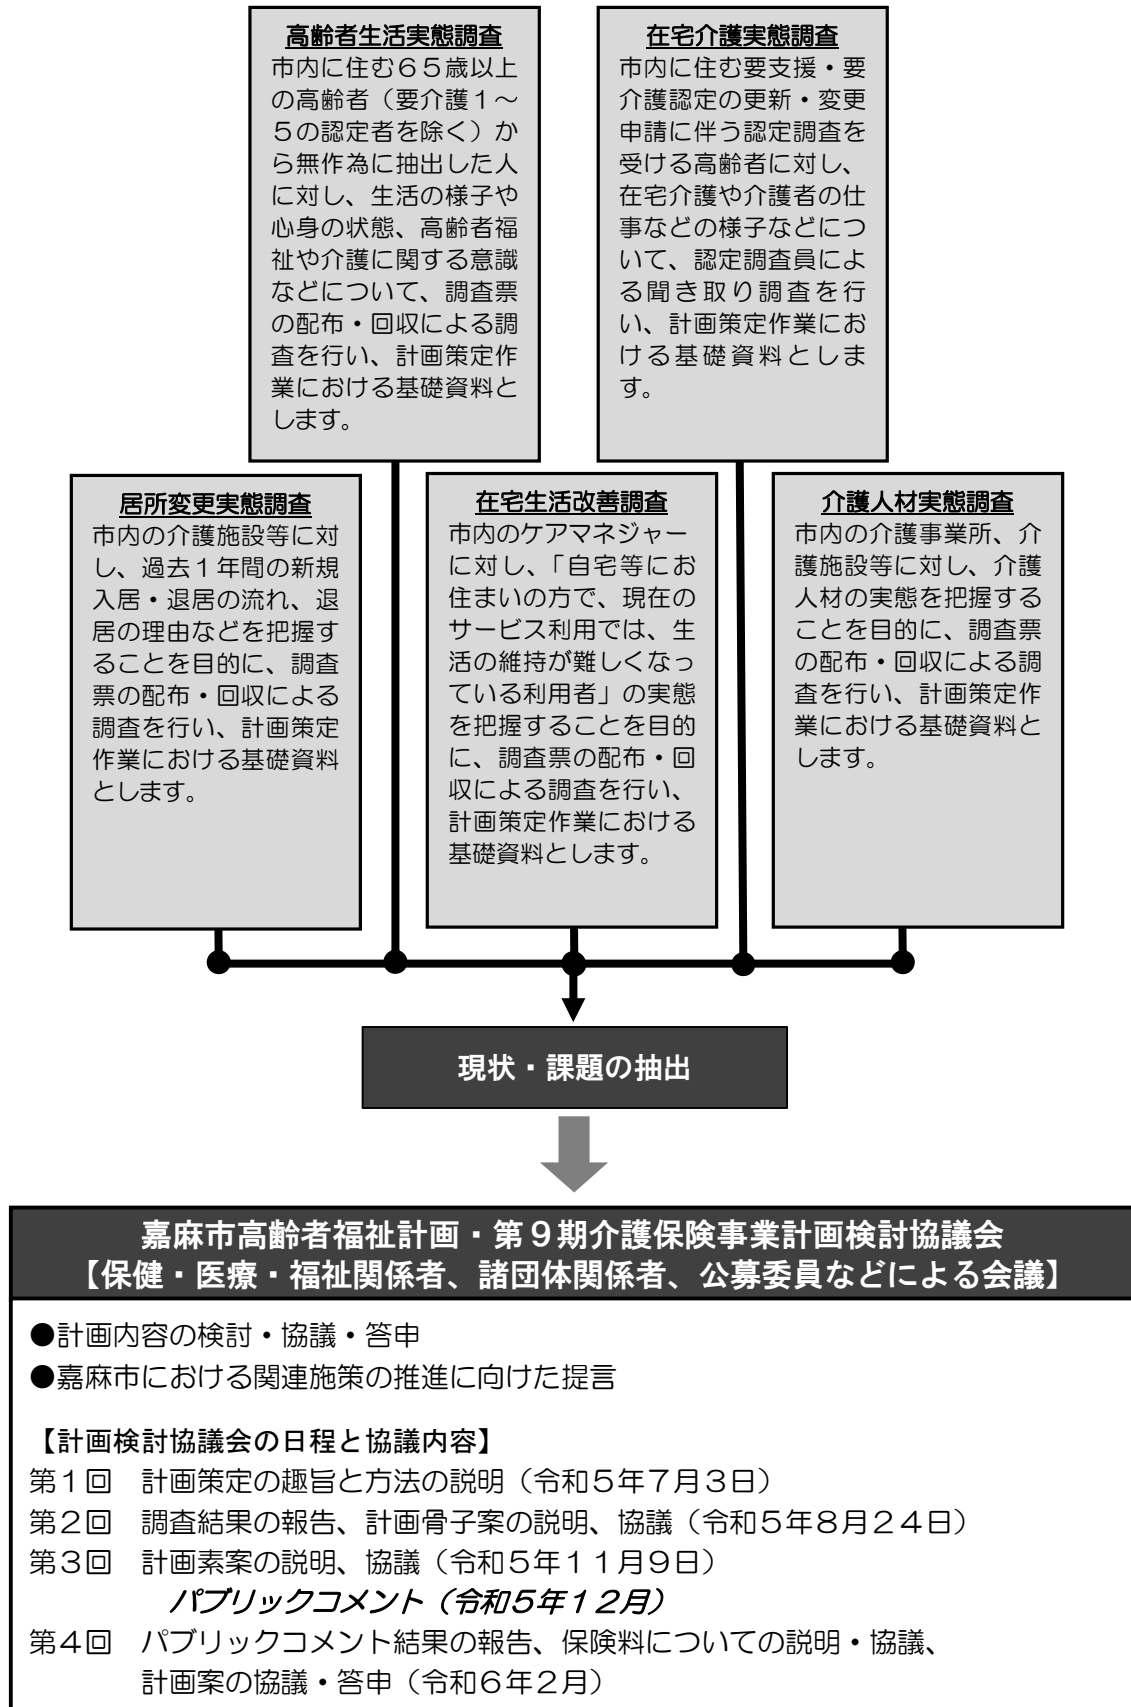 高齢者生活実態調査
市内に住む６５歳以上
の高齢者（要介護１～
５の認定者を除く）か
ら無作為に抽出した人
に対し、生活の様子や
心身の状態、高齢者福
祉や介護に関する意識
などについて、調査票
の配布・回収による調
査を行い、計画策定作
業における基礎資料と
します。
在宅介護実態調査
市内に住む要支援・要
介護認定の更新・変更
申請に伴う認定調査を
受ける高齢者に対し、
在宅介護や介護者の仕
事などの様子などにつ
いて、認定調査員によ
る聞き取り調査を行
い、計画策定作業にお
ける基礎資料としま
す。
居所変更実態調査
市内の介護施設等に対
し、過去１年間の新規
入居・退居の流れ、退
居の理由などを把握す
ることを目的に、調査
票の配布・回収による
調査を行い、計画策定
作業における基礎資料
とします。
在宅生活改善調査
市内のケアマネジャー
に対し、「自宅等にお
住まいの方で、現在の
サービス利用では、生
活の維持が難しくなっ
ている利用者」の実態
を把握することを目的
に、調査票の配布・回
収による調査を行い、
計画策定作業における
基礎資料とします。
介護人材実態調査
市内の介護事業所、介
護施設等に対し、介護
人材の実態を把握する
ことを目的に、調査票
の配布・回収による調
査を行い、計画策定作
業における基礎資料と
します。
現状・課題の抽出
嘉麻市高齢者福祉計画・第９期介護保険事業計画検討協議会
【保健・医療・福祉関係者、諸団体関係者、公募委員などによる会議】
●計画内容の検討・協議・答申
●嘉麻市における関連施策の推進に向けた提言
【計画検討協議会の日程と協議内容】
第１回　計画策定の趣旨と方法の説明（令和５年７月３日）
第２回　調査結果の報告、計画骨子案の説明、協議（令和５年８月２４日）
第３回　計画素案の説明、協議（令和５年１１月９日）
パブリックコメント（令和５年１２月）
第４回　パブリックコメント結果の報告、保険料についての説明・協議、
計画案の協議・答申（令和６年２月）